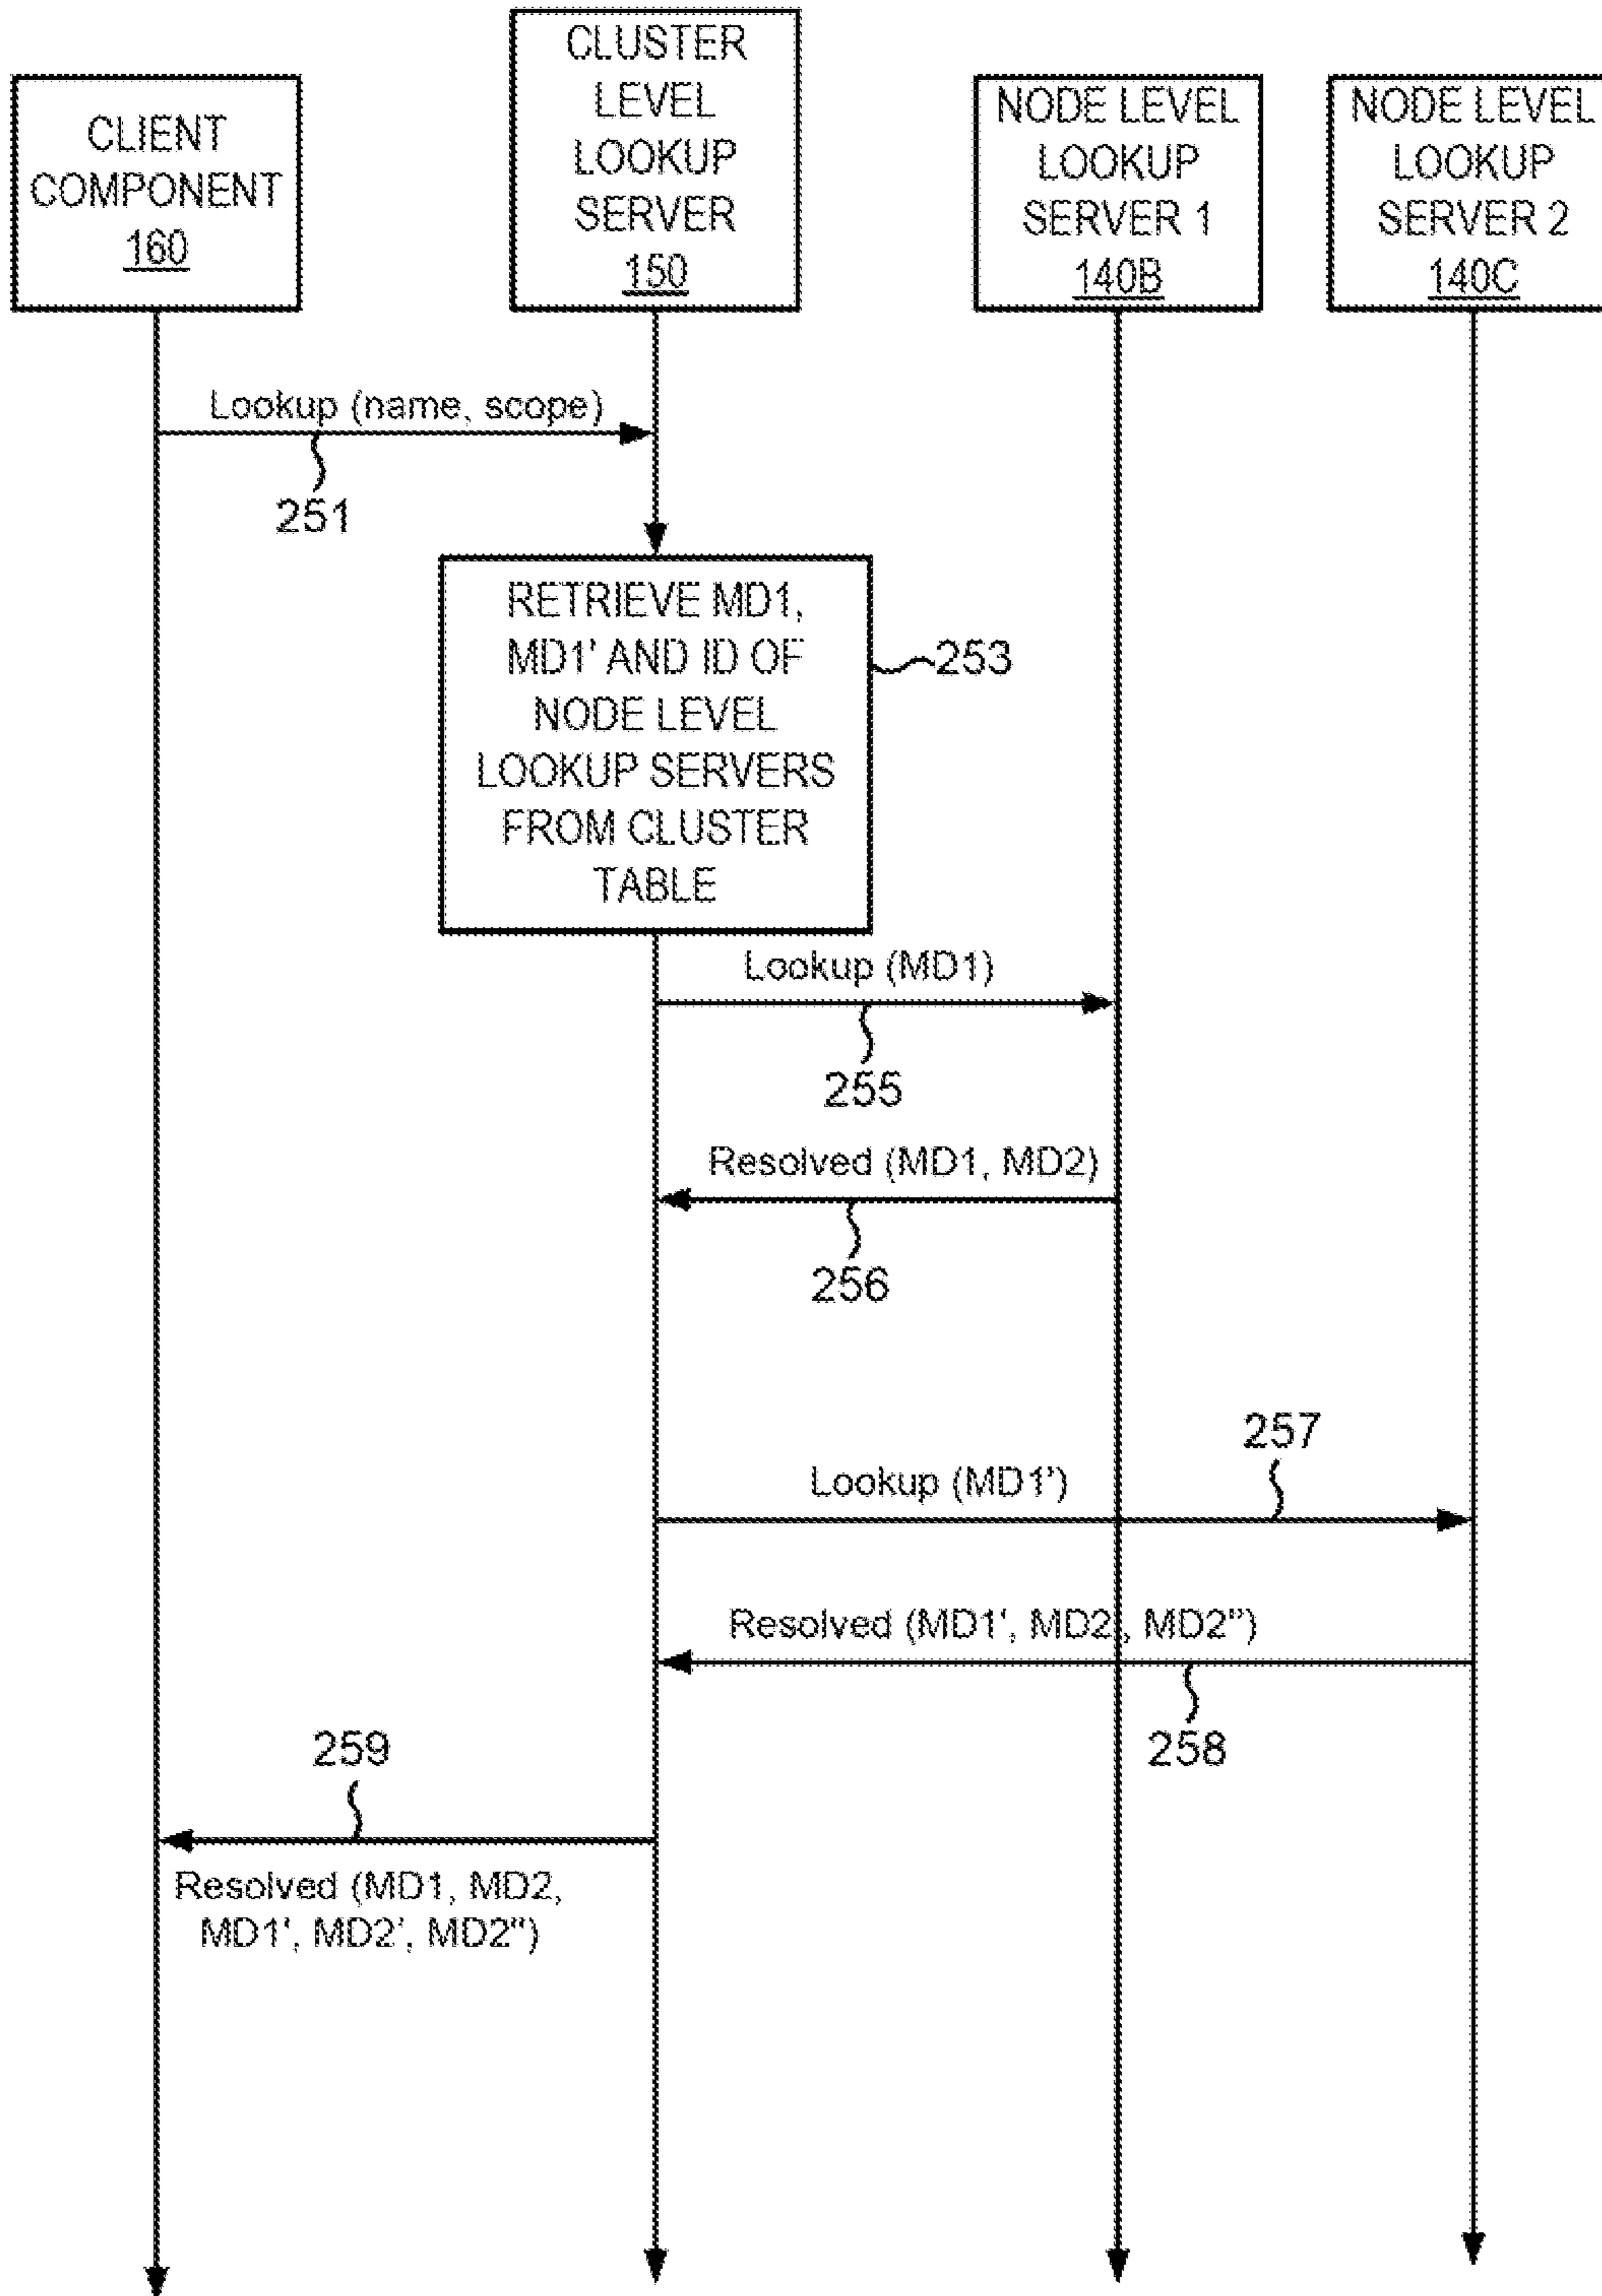 CLIENT
COMPONENT
160
CLUSTER
LEVEL
LOOKUP
SERVER
150
NODE LEVEL
LOOKUP
SERVER 1
140B
NODE LEVEL
LOOKUP
SERVER 2
140C
Lookup (name, scope)
251
RETRIEVE MD1,
MD1' AND ID OF
NODE LEVEL
LOOKUP SERVERS
FROM CLUSTER
TABLE
253
Lookup (MD1)
255
Resolved (MD1, MD2)
256
257
Lookup (MD1')
Resolved (MD1', MD2, MD2")
258
259
Resolved (MD1, MD2,
MD1', MD2', MD2")